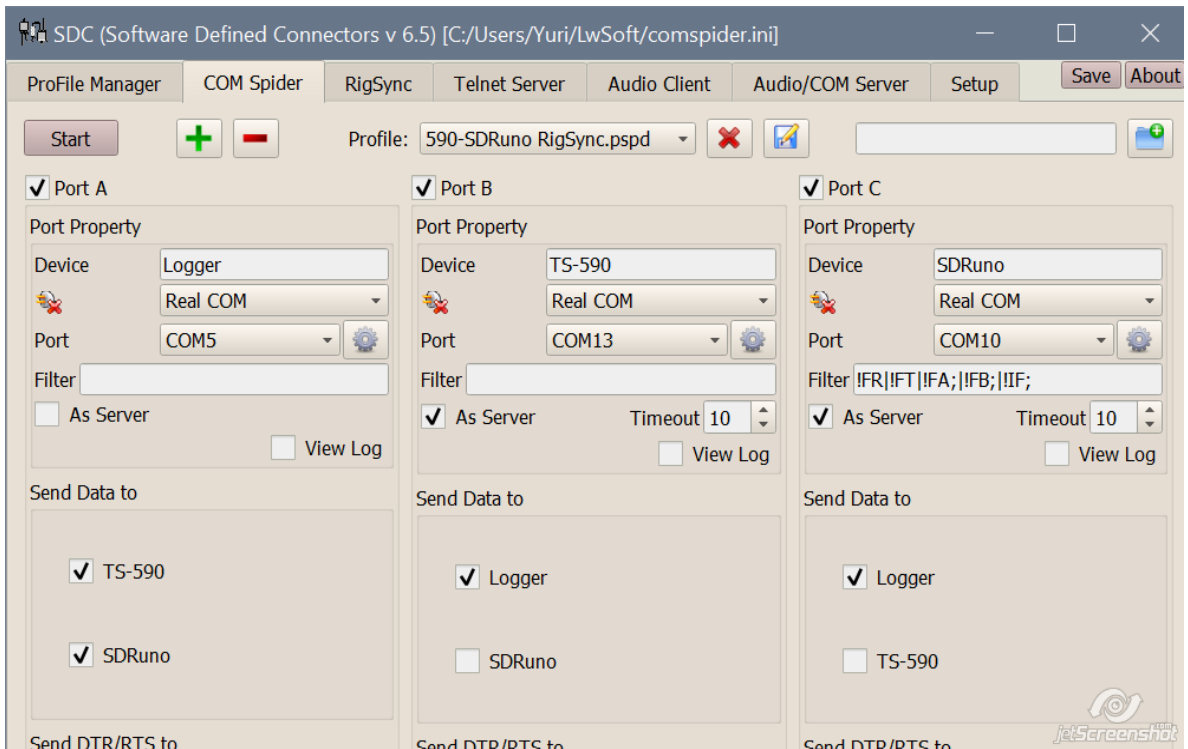 SDC (Software Defined Connectors v 6.5) [C:/Users/Yuri/LwSoft/comspider.ini]
ProFile Manager COM Spider RigSync Telnet Server Audio Client Audio/COM Server Setup Save About
Start Profile: 590-SDRuno RigSync.pspd
Port A Port B Port C
Port Property Port Property Port Property
Device Logger Device TS-590 Device SDRuno
Real COM Real COM Real COM
Port COM5 Port COM13 Port COM10
Filter Filter Filter !FR|!FT|!FA;|!FB;|!IF;
As Server As Server Timeout 10 As Server Timeout 10
View Log View Log View Log
Send Data to Send Data to Send Data to
TS-590 Logger Logger
SDRuno SDRuno TS-590
Send DTR/RTS to Send DTR/RTS to Send DTR/RTS to
jetScreenshot.com